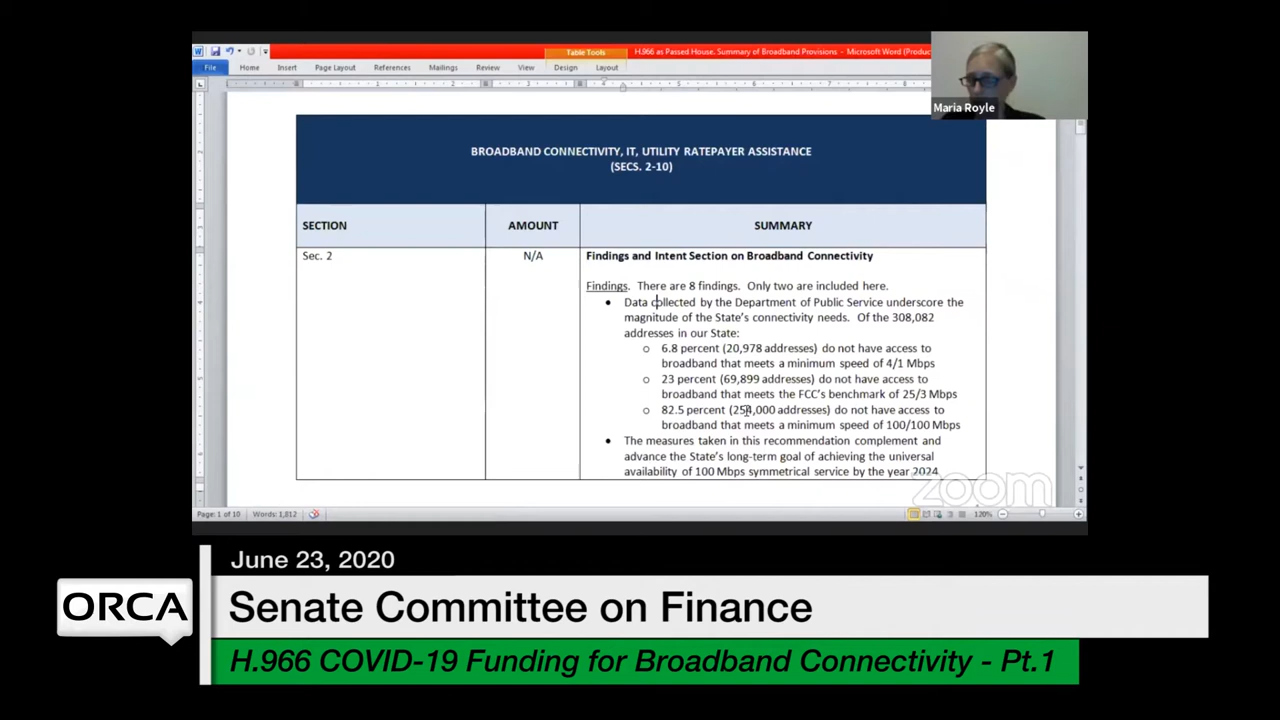 H.966 as Passed House. Summary of Broadband Provisions - Microsoft Word (Produc
Table Tools
File Home Insert Page Layout References Mailings Review View Design Layout
Maria Royle
BROADBAND CONNECTIVITY, IT, UTILITY RATEPAYER ASSISTANCE
(SECS. 2-10)
SECTION AMOUNT SUMMARY
Sec. 2 N/A Findings and Intent Section on Broadband Connectivity
Findings. There are 8 findings. Only two are included here.
• Data collected by the Department of Public Service underscore the
magnitude of the State's connectivity needs. Of the 308,082
addresses in our State:
o 6.8 percent (20,978 addresses) do not have access to
broadband that meets a minimum speed of 4/1 Mbps
o 23 percent (69,899 addresses) do not have access to
broadband that meets the FCC's benchmark of 25/3 Mbps
o 82.5 percent (254,000 addresses) do not have access to
broadband that meets a minimum speed of 100/100 Mbps
• The measures taken in this recommendation complement and
advance the State's long-term goal of achieving the universal
availability of 100 Mbps symmetrical service by the year 2024
zoom
Page: 1 of 10 Words: 1,812 120%
June 23, 2020
ORCA
Senate Committee on Finance
H.966 COVID-19 Funding for Broadband Connectivity - Pt.1